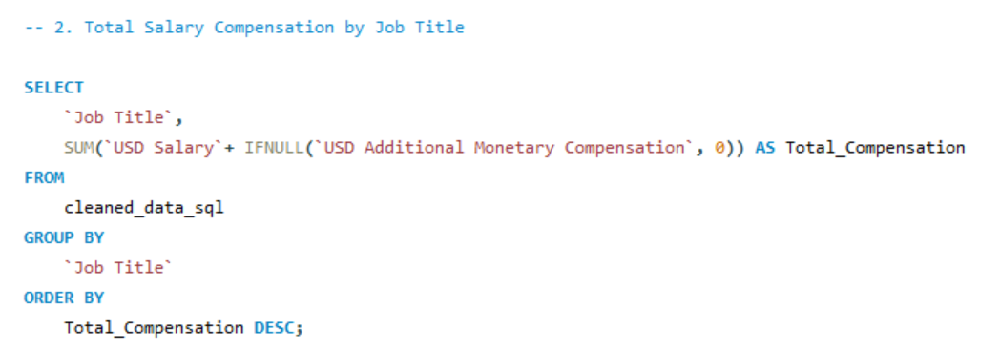 -- 2. Total Salary Compensation by Job Title
SELECT
`Job Title`,
SUM(`USD Salary`+ IFNULL(`USD Additional Monetary Compensation`, 0)) AS Total_Compensation
FROM
cleaned_data_sql
GROUP BY
`Job Title`
ORDER BY
Total_Compensation DESC;